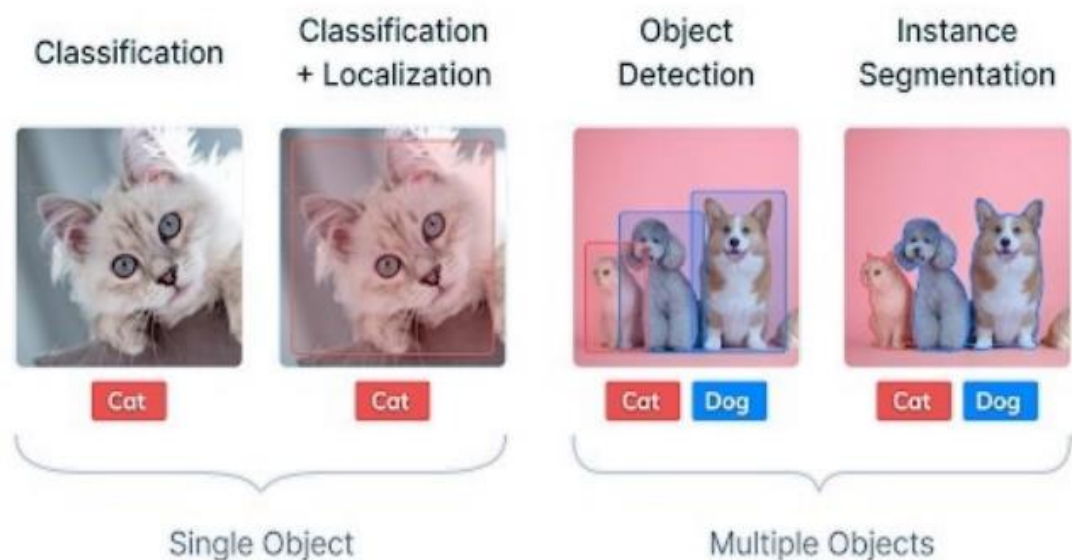 Classification
Classification
+ Localization
Object
Detection
Instance
Segmentation
Cat
Cat
Cat
Dog
Cat
Dog
Single Object
Multiple Objects